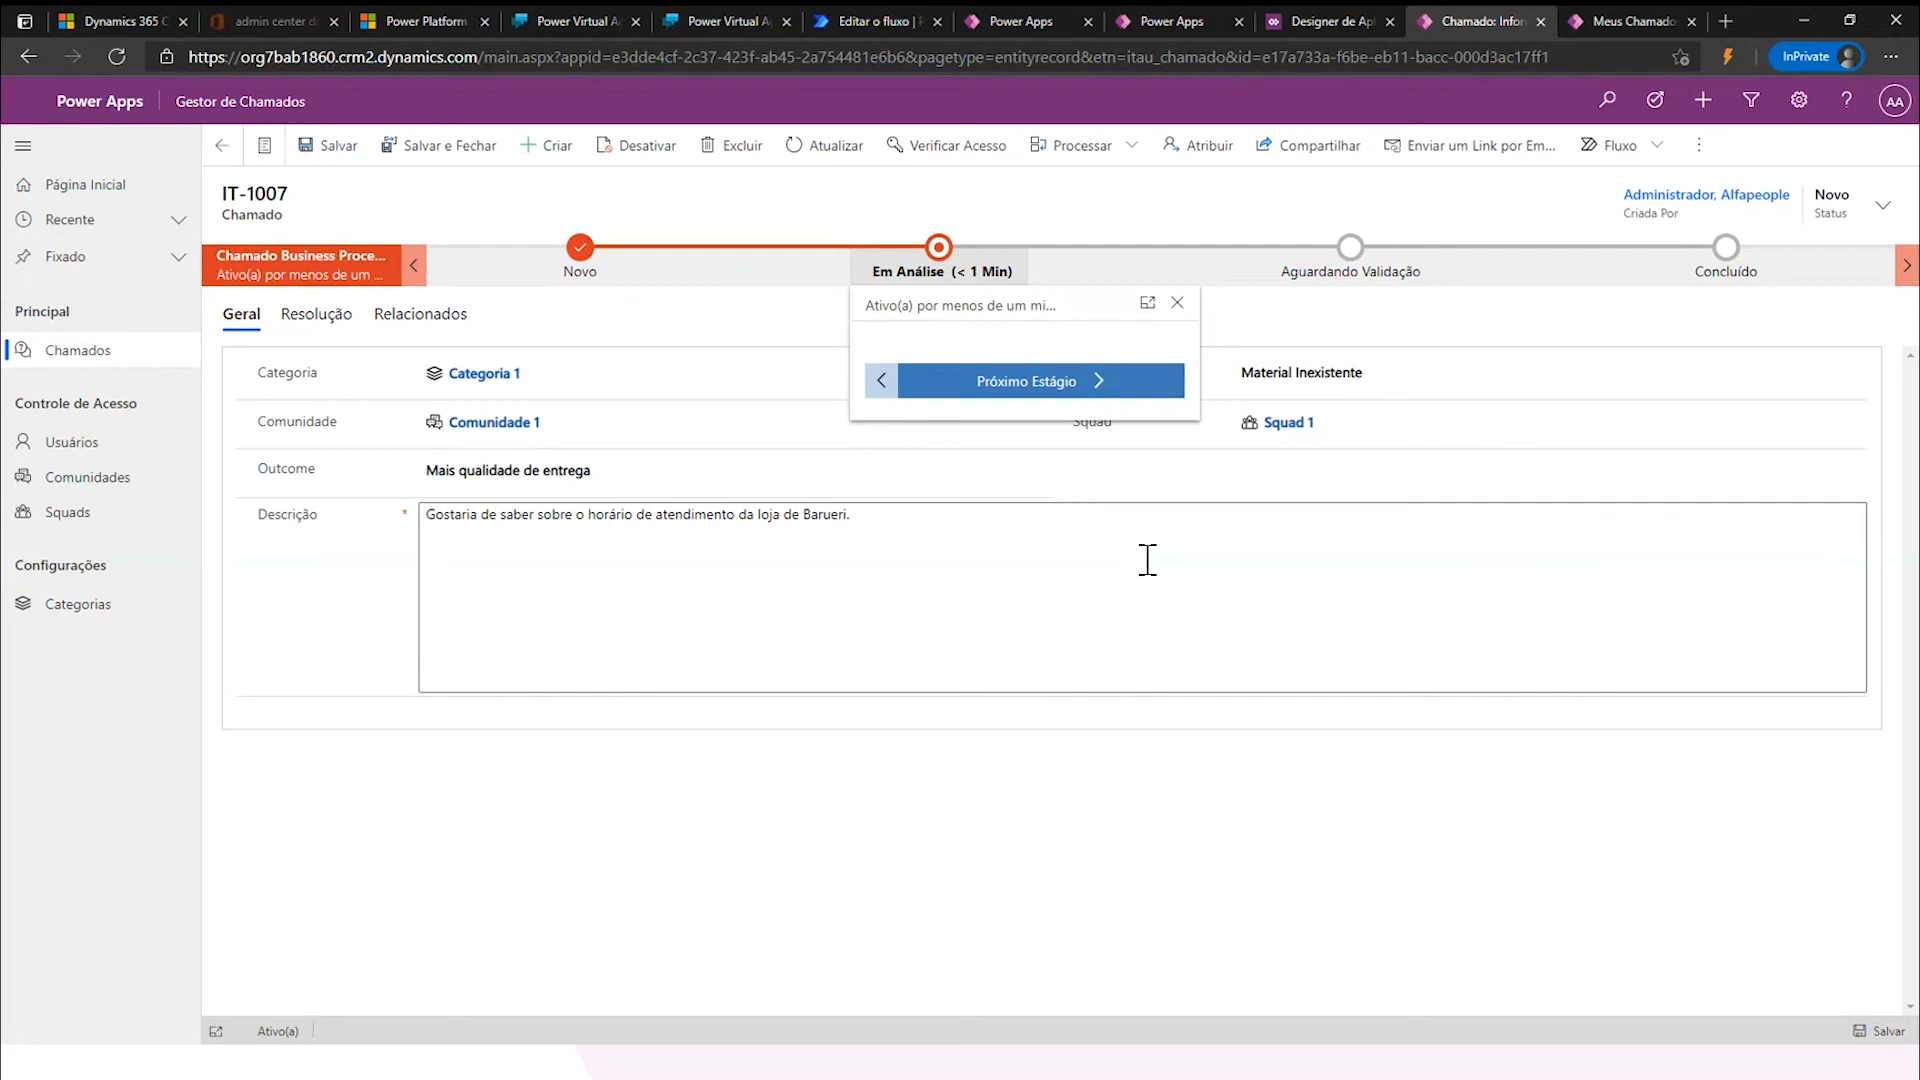 Dynamics 365 C
admin center d
Power Platform
Power Virtual A
Power Virtual A
Editar o fluxo | P
Power Apps
Power Apps
Designer de Apl
Chamado: Infor
Meus Chamado
https://org7bab1860.crm2.dynamics.com/main.aspx?appid=e3dde4cf-2c37-423f-ab45-2a754481e6b6&pagetype=entityrecord&etn=itau_chamado&id=e17a733a-f6be-eb11-bacc-000d3ac17ff1
InPrivate
Power Apps
Gestor de Chamados
AA
Salvar
Salvar e Fechar
Criar
Desativar
Excluir
Atualizar
Verificar Acesso
Processar
Atribuir
Compartilhar
Enviar um Link por Em...
Fluxo
Página Inicial
Recente
Fixado
Principal
Chamados
Controle de Acesso
Usuários
Comunidades
Squads
Configurações
Categorias
IT-1007
Chamado
Administrador, Alfapeople
Criada Por
Novo
Status
Chamado Business Proce...
Ativo(a) por menos de um ...
Novo
Em Análise (< 1 Min)
Aguardando Validação
Concluído
Geral
Resolução
Relacionados
Ativo(a) por menos de um mi...
Próximo Estágio
Categoria
Categoria 1
Material Inexistente
Comunidade
Comunidade 1
Squad
Squad 1
Outcome
Mais qualidade de entrega
Descrição *
Gostaria de saber sobre o horário de atendimento da loja de Barueri.
Ativo(a)
Salvar